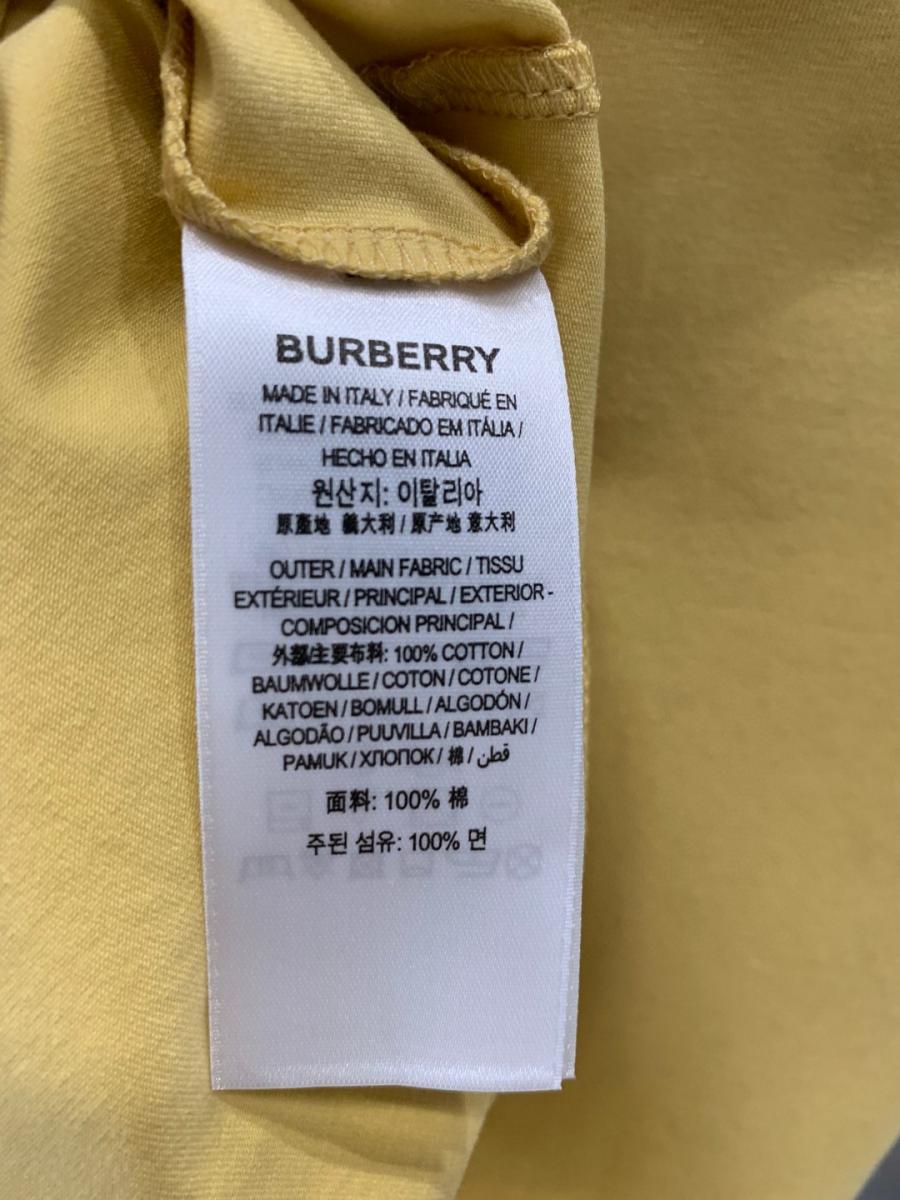 BURBERRY
MADE IN ITALY / FABRIQUÉ EN
ITALIE / FABRICADO EM ITÁLIA /
HECHO EN ITALIA
원산지: 이탈리아
原產地 義大利 / 原产地 意大利
OUTER / MAIN FABRIC / TISSU
EXTÉRIEUR / PRINCIPAL / EXTERIOR -
COMPOSICION PRINCIPAL /
外部/主要布料: 100% COTTON /
BAUMWOLLE / COTON / COTONE /
KATOEN / BOMULL / ALGODÓN /
ALGODÃO / PUUVILLA / BAMBAKI /
PAMUK / ХЛОПОК / 棉 / قطن
面料: 100% 棉
주된 섬유: 100% 면